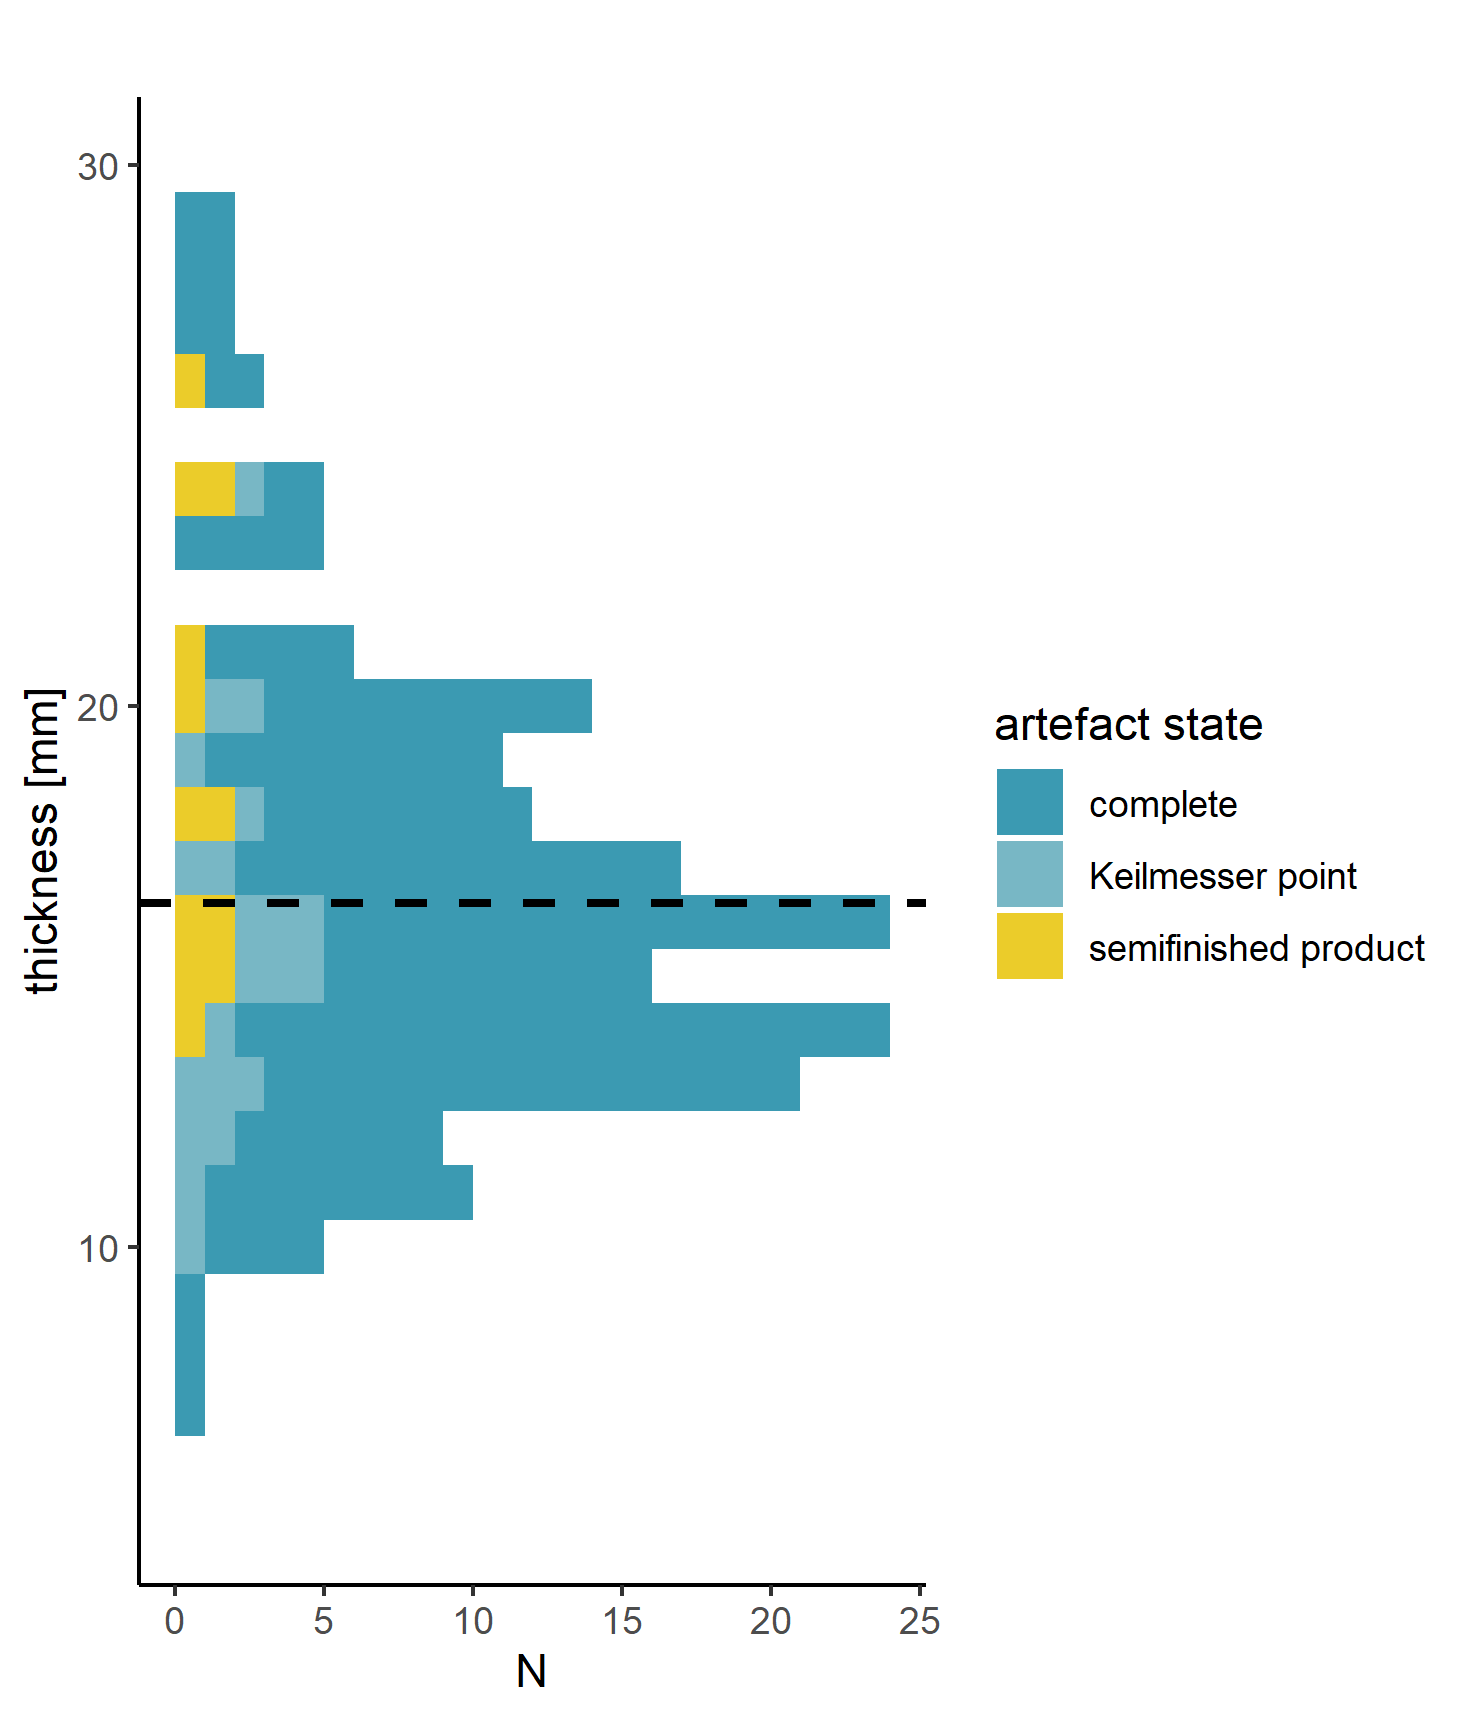 30
20
10
thickness [mm]
0 5 10 15 20 25
N
artefact state
complete
Keilmesser point
semifinished product